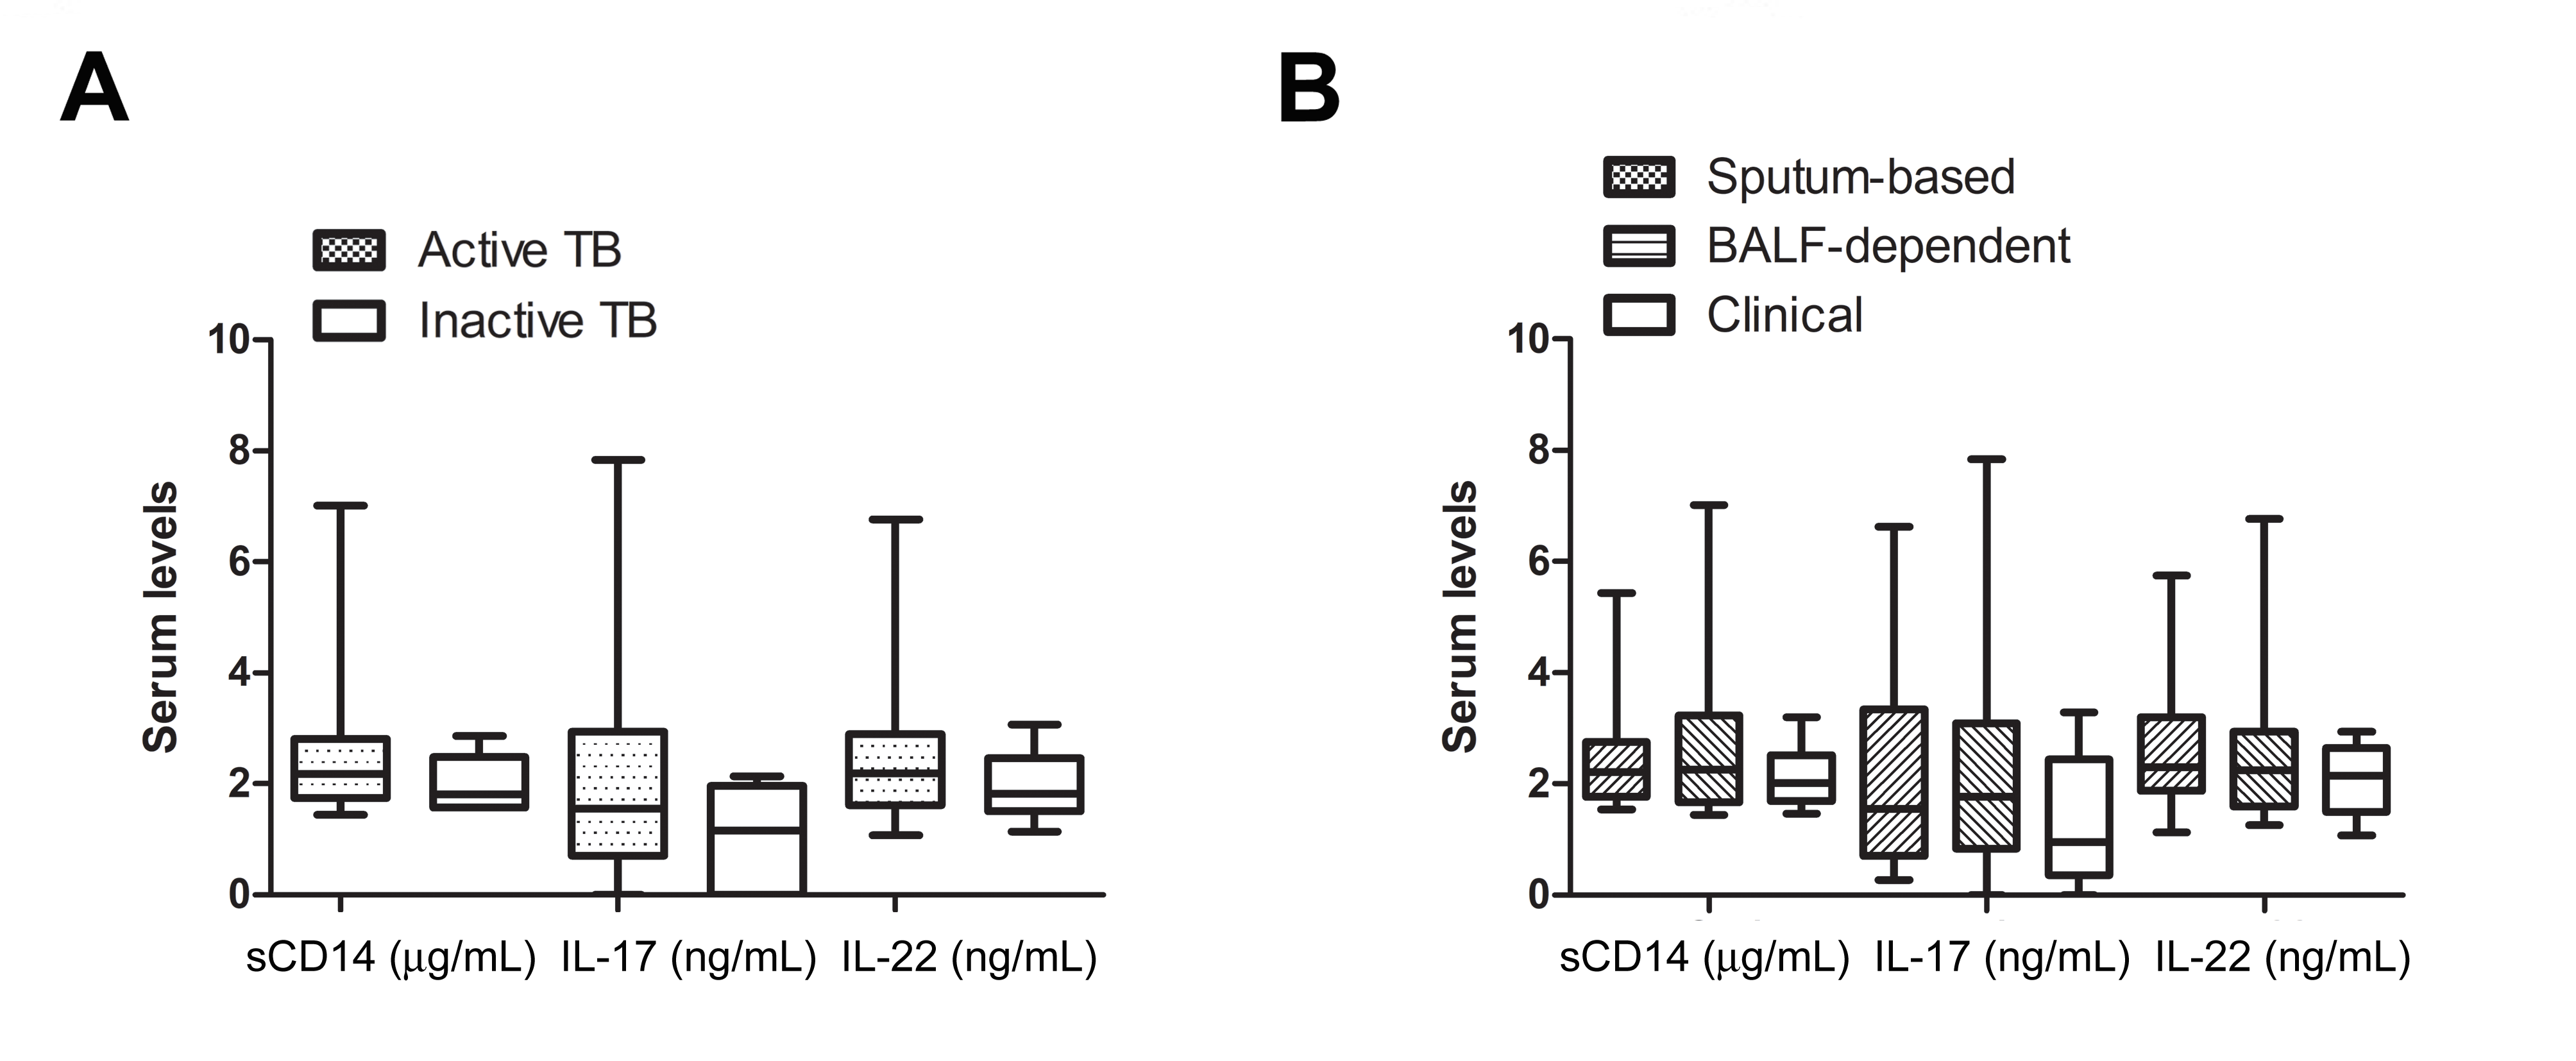 A
Active TB
Inactive TB
10
8
6
4
2
0
Serum levels
sCD14 (μg/mL) IL-17 (ng/mL) IL-22 (ng/mL)
B
Sputum-based
BALF-dependent
Clinical
10
8
6
4
2
0
Serum levels
sCD14 (μg/mL) IL-17 (ng/mL) IL-22 (ng/mL)